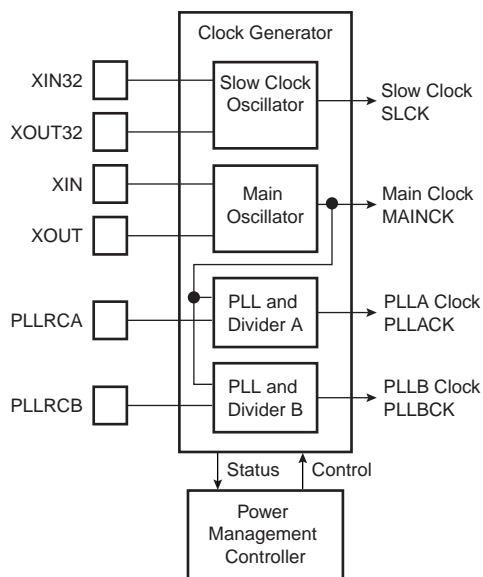 Clock Generator
XIN32
Slow Clock
Oscillator
Slow Clock
SLCK
XOUT32
XIN
Main
Oscillator
Main Clock
MAINCK
XOUT
PLLRCA
PLL and
Divider A
PLLA Clock
PLLACK
PLLRCB
PLL and
Divider B
PLLB Clock
PLLBCK
Status
Control
Power
Management
Controller